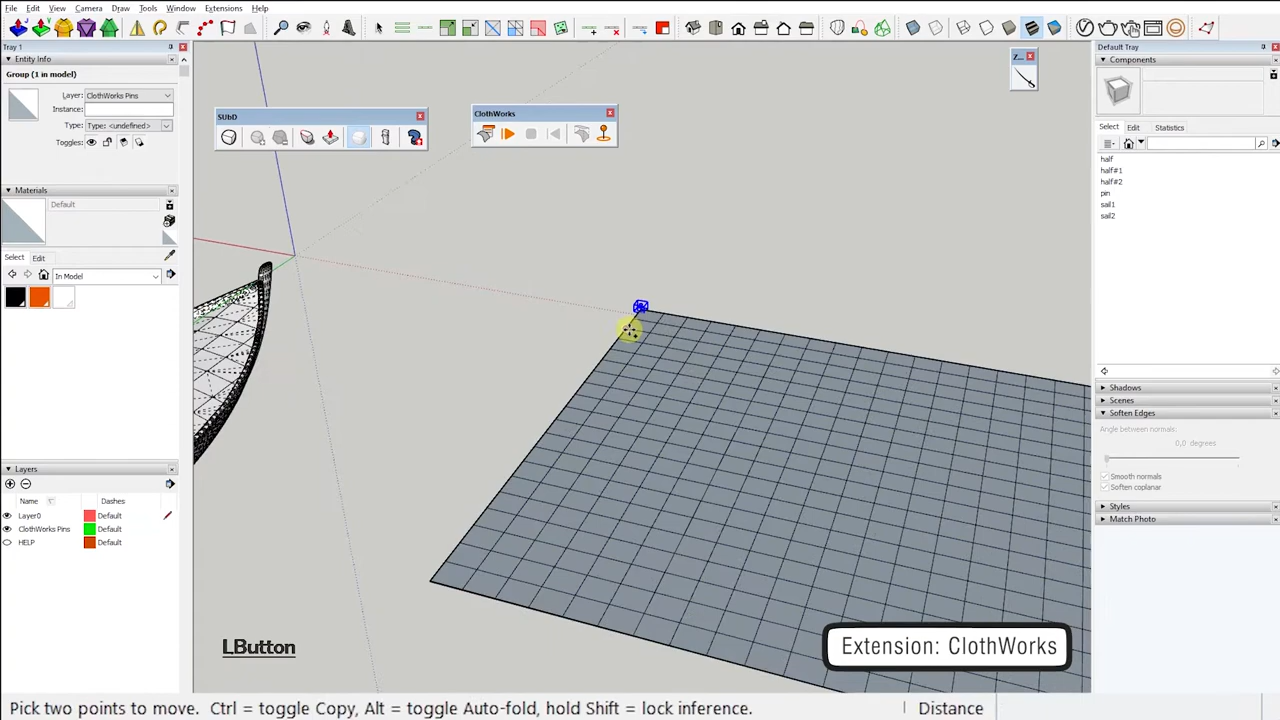 File Edit View Camera Draw Tools Window Extensions Help
Tray 1
Entity Info
Group (1 in model)
Layer: ClothWorks Pins
Instance:
Type: Type: <undefined>
Toggles:
Materials
Default
Select Edit
In Model
Layers
Name Dashes
Layer0 Default
ClothWorks Pins Default
HELP Default
SUbD
ClothWorks
Z...
LButton
Extension: ClothWorks
Default Tray
Components
Select Edit Statistics
half
half#1
half#2
pin
sail1
sail2
Shadows
Scenes
Soften Edges
Angle between normals:
0,0 degrees
Smooth normals
Soften coplanar
Styles
Match Photo
Pick two points to move. Ctrl = toggle Copy, Alt = toggle Auto-fold, hold Shift = lock inference.
Distance